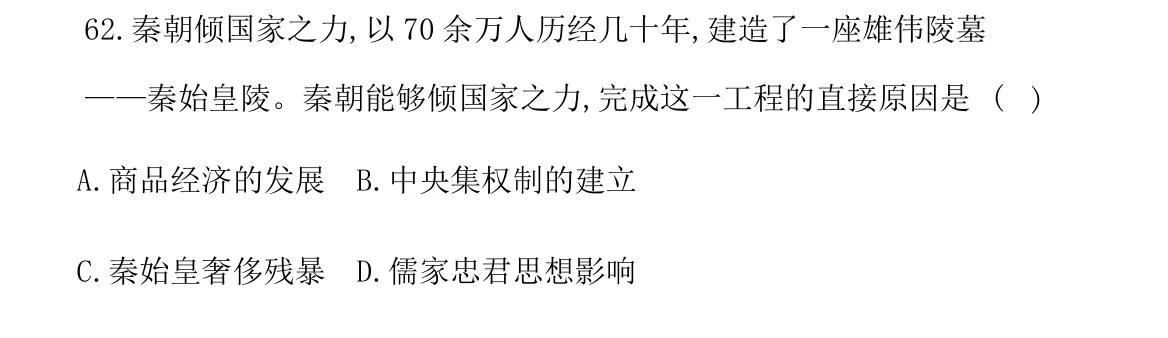 62.秦朝倾国家之力,以70余万人历经几十年,建造了一座雄伟陵墓
——秦始皇陵。秦朝能够倾国家之力,完成这一工程的直接原因是 ( )
A.商品经济的发展 B.中央集权制的建立
C.秦始皇奢侈残暴 D.儒家忠君思想影响